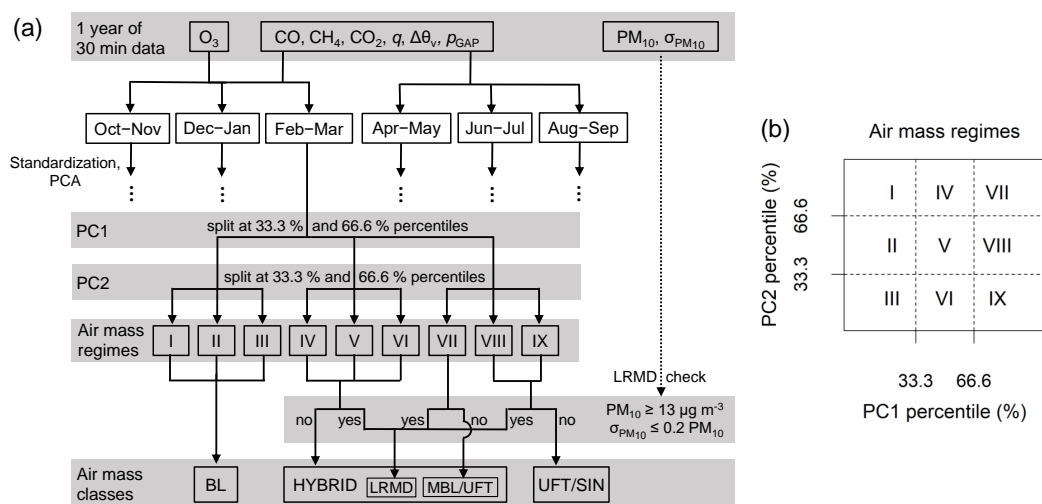 (a)
1 year of
30 min data
O3
CO, CH4, CO2, q, Δθv, pGAP
PM10, σPM10
Oct−Nov
Dec−Jan
Feb−Mar
Apr−May
Jun−Jul
Aug−Sep
Standardization,
PCA
PC1
split at 33.3 % and 66.6 % percentiles
PC2
split at 33.3 % and 66.6 % percentiles
Air mass
regimes
I II III IV V VI VII VIII IX
LRMD check
PM10 ≥ 13 µg m-3
σPM10 ≤ 0.2 PM10
no yes yes no yes no
Air mass
classes
BL
HYBRID
LRMD
MBL/UFT
UFT/SIN
(b)
Air mass regimes
PC2 percentile (%)
66.6
33.3
I IV VII
II V VIII
III VI IX
33.3 66.6
PC1 percentile (%)